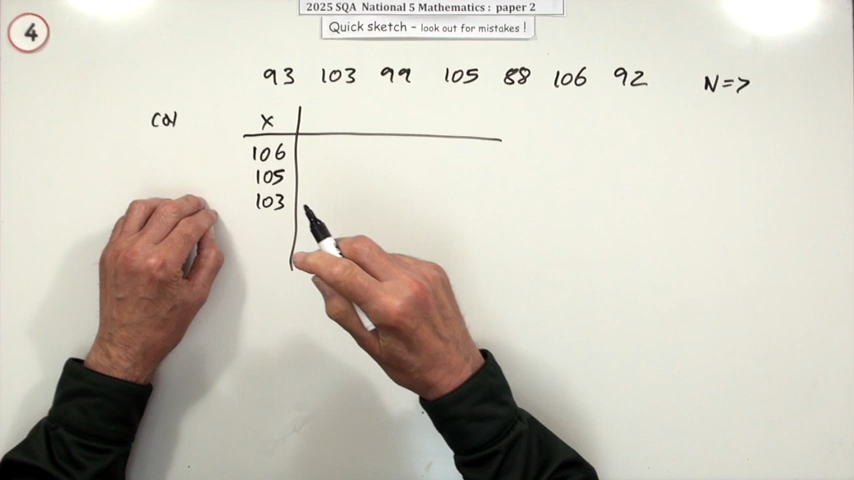 2025 SQA National 5 Mathematics : paper 2
Quick sketch – look out for mistakes !
4
93 103 99 105 88 106 92 N=7
(a) x
106
105
103